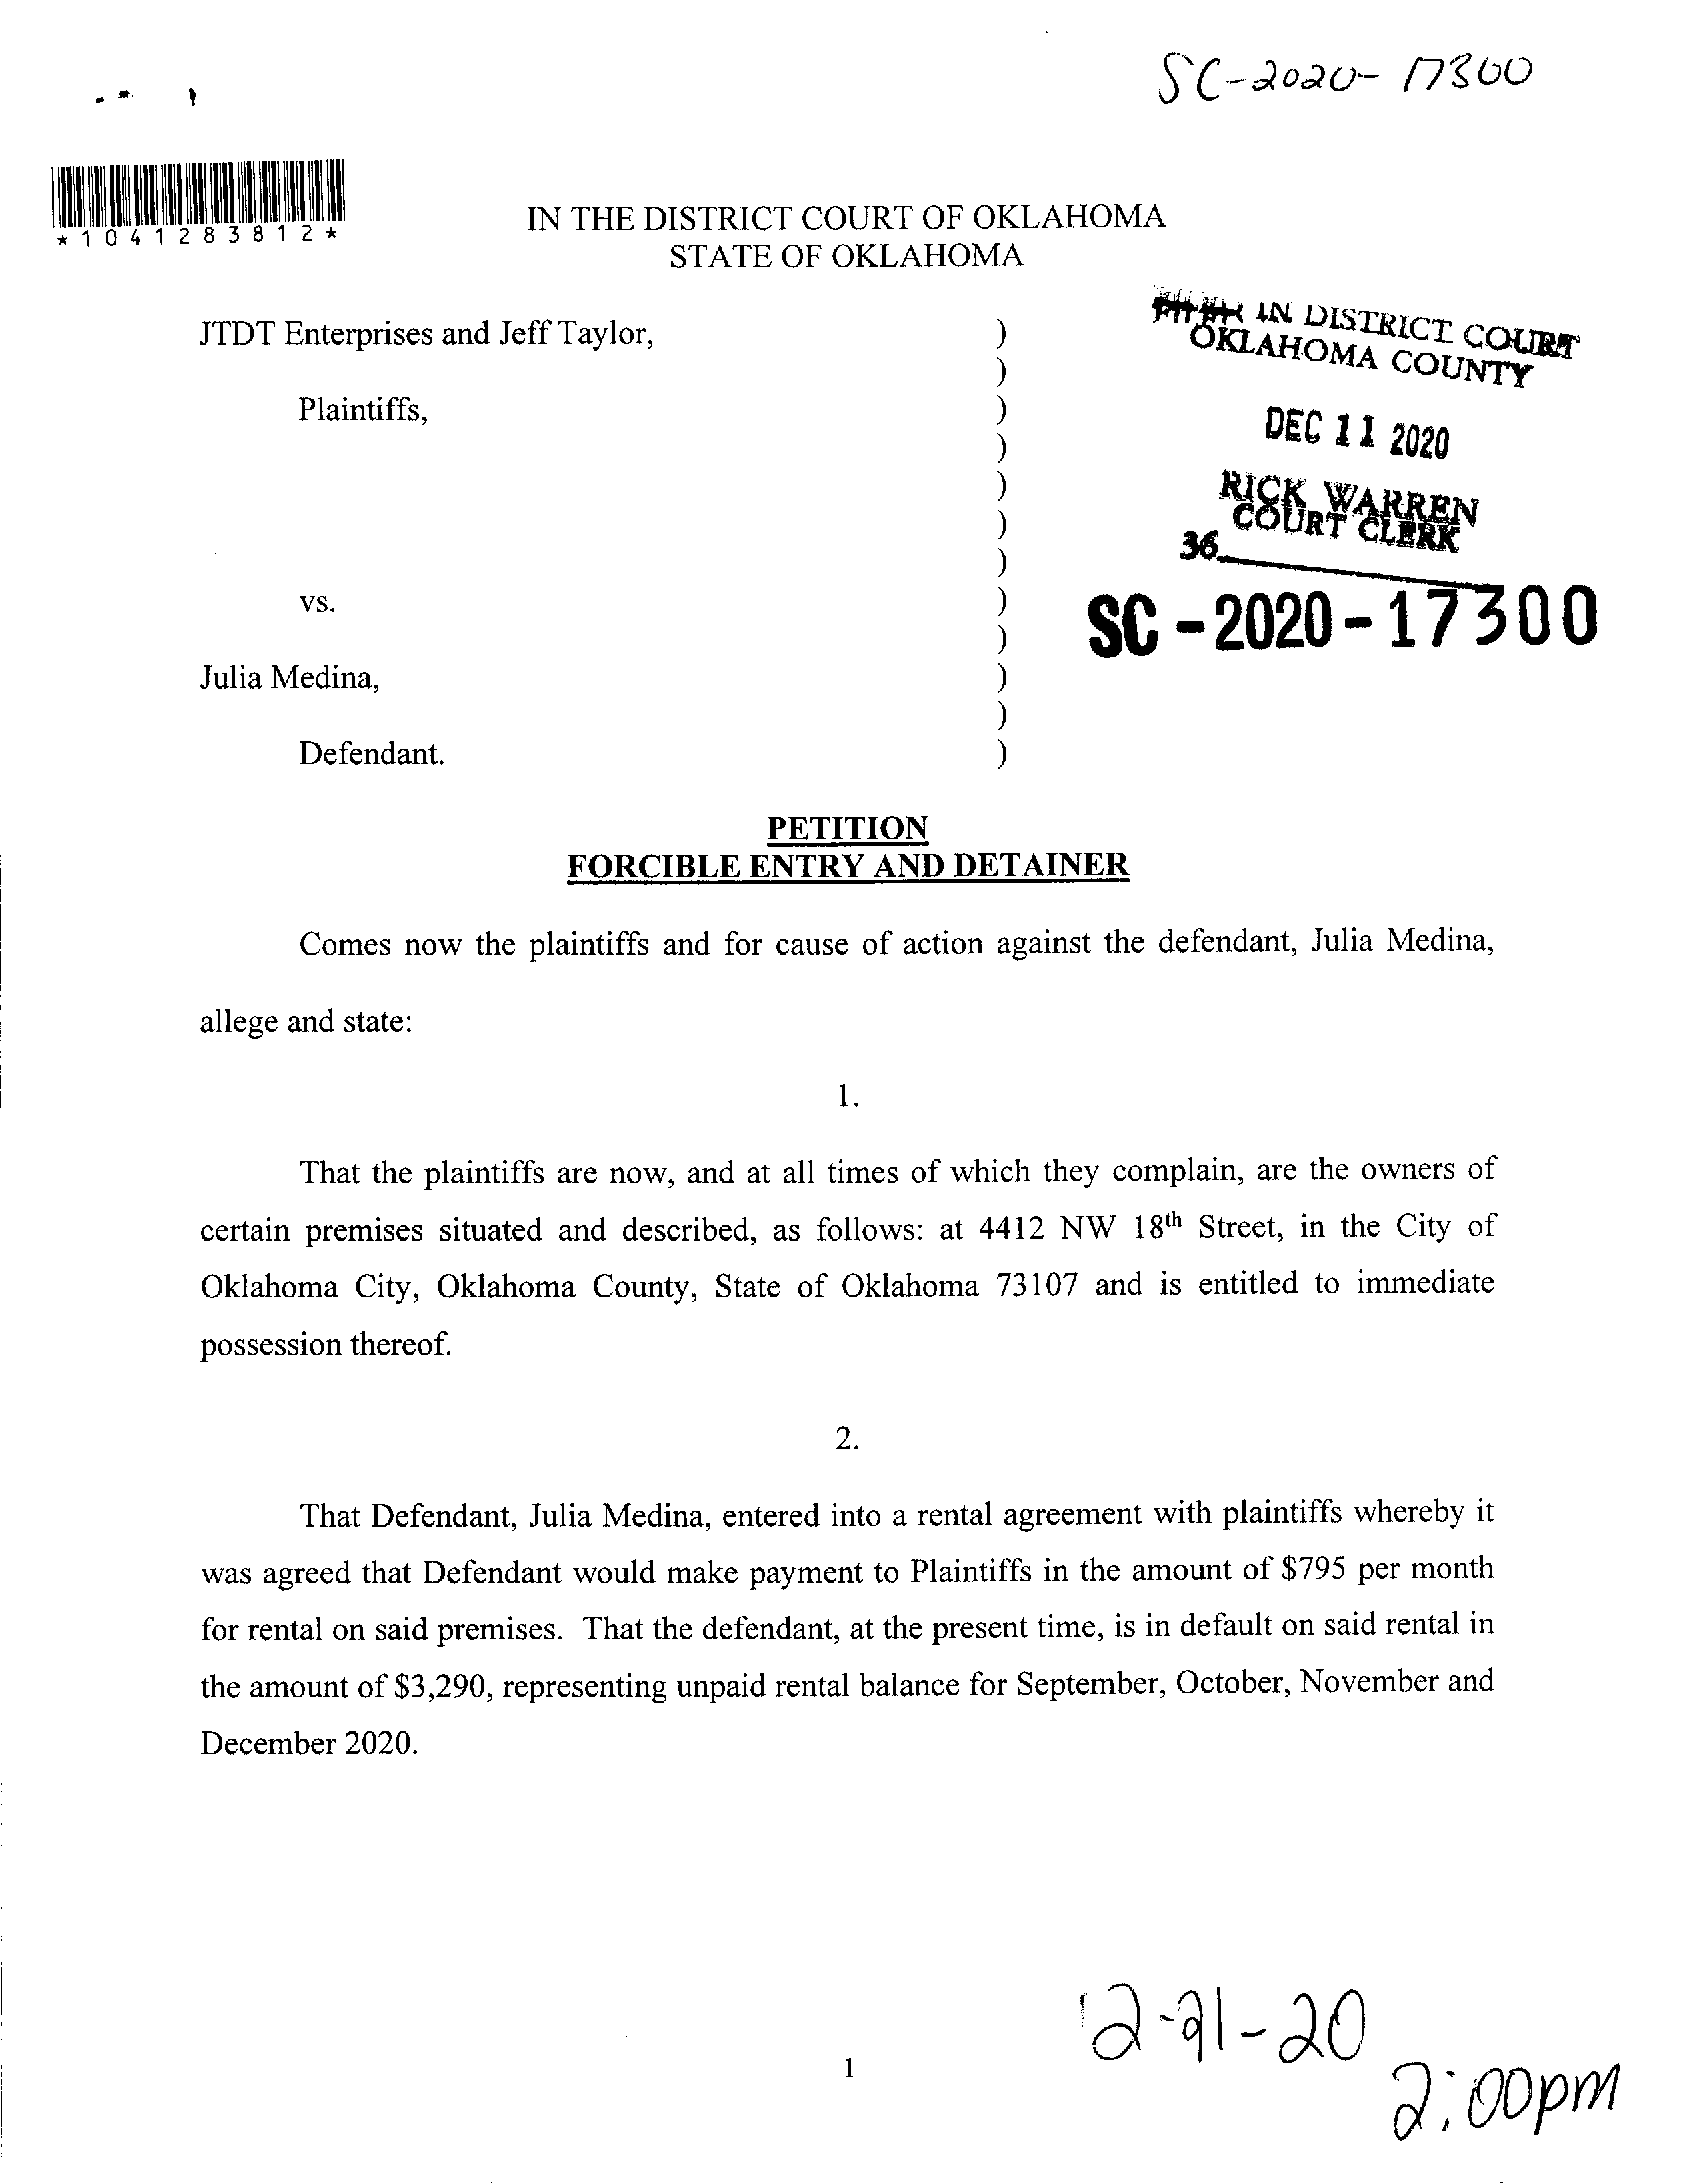 SC-2020-17300
*1041283812*
IN THE DISTRICT COURT OF OKLAHOMA
STATE OF OKLAHOMA
JTDT Enterprises and Jeff Taylor, )
)
Plaintiffs, )
)
)
)
)
vs. )
)
Julia Medina, )
)
Defendant. )
IN DISTRICT COURT
OKLAHOMA COUNTY
DEC 11 2020
RICK WARREN
COURT CLERK
36
SC-2020-17300
PETITION
FORCIBLE ENTRY AND DETAINER
Comes now the plaintiffs and for cause of action against the defendant, Julia Medina,
allege and state:
1.
That the plaintiffs are now, and at all times of which they complain, are the owners of
certain premises situated and described, as follows: at 4412 NW 18th Street, in the City of
Oklahoma City, Oklahoma County, State of Oklahoma 73107 and is entitled to immediate
possession thereof.
2.
That Defendant, Julia Medina, entered into a rental agreement with plaintiffs whereby it
was agreed that Defendant would make payment to Plaintiffs in the amount of $795 per month
for rental on said premises. That the defendant, at the present time, is in default on said rental in
the amount of $3,290, representing unpaid rental balance for September, October, November and
December 2020.
12-21-20
2:00pm
1